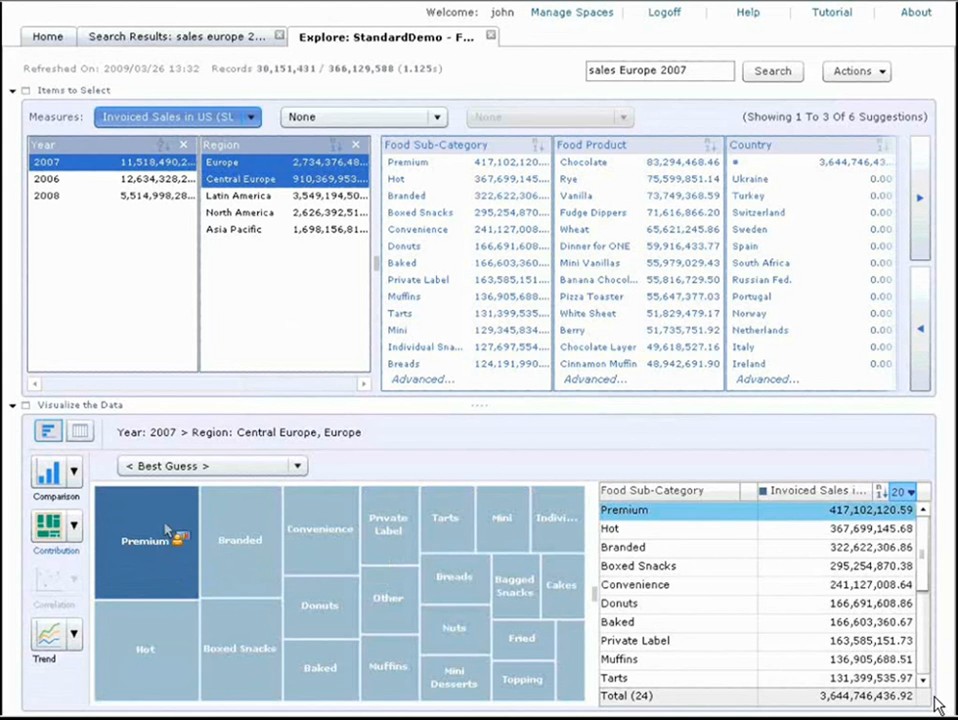 Welcome: john Manage Spaces Logoff Help Tutorial About
Home Search Results: sales europe 2... Explore: StandardDemo - F...
Refreshed On: 2009/03/26 13:32 Records 30,151,431 / 366,129,588 (1.125s) sales Europe 2007 Search Actions
Items to Select
Measures: Invoiced Sales in US (SU None None (Showing 1 To 3 Of 6 Suggestions)
Year Region Food Sub-Category Food Product Country
2007 11,518,490,2... Europe 2,734,376,48... Premium 417,102,120.... Chocolate 83,294,468.46 * 3,644,746,43...
2006 12,634,328,2... Central Europe 910,369,953.... Hot 367,699,145.... Rye 75,599,851.14 Ukraine 0.00
2008 5,514,998,28... Latin America 3,549,194,50... Branded 322,622,306.... Vanilla 73,749,368.59 Turkey 0.00
North America 2,626,392,51... Boxed Snacks 295,254,870.... Fudge Dippers 71,616,866.20 Switzerland 0.00
Asia Pacific 1,698,156,81... Convenience 241,127,008.... Wheat 65,621,245.86 Sweden 0.00
Donuts 166,691,608.... Dinner for ONE 59,916,433.77 Spain 0.00
Baked 166,603,360.... Mini Vanillas 55,979,029.43 South Africa 0.00
Private Label 163,585,151.... Banana Chocol... 55,816,729.50 Russian Fed. 0.00
Muffins 136,905,688.... Pizza Toaster 55,647,377.03 Portugal 0.00
Tarts 131,399,535.... White Sheet 51,829,479.17 Norway 0.00
Mini 129,345,834.... Berry 51,735,751.92 Netherlands 0.00
Individual Sna... 127,697,554.... Chocolate Layer 49,618,527.16 Italy 0.00
Breads 124,191,990.... Cinnamon Muffin 48,942,691.90 Ireland 0.00
Advanced... Advanced... Advanced...
Visualize the Data
Year: 2007 > Region: Central Europe, Europe
< Best Guess >
Comparison
Contribution
Correlation
Trend
Premium Branded Convenience Private Label Tarts Mini Indivi...
Breads Bagged Snacks Cakes
Donuts Other
Hot Boxed Snacks Nuts Fried
Baked Muffins Mini Desserts Topping
Food Sub-Category Invoiced Sales i... 20
Premium 417,102,120.59
Hot 367,699,145.68
Branded 322,622,306.86
Boxed Snacks 295,254,870.38
Convenience 241,127,008.64
Donuts 166,691,608.86
Baked 166,603,360.67
Private Label 163,585,151.73
Muffins 136,905,688.51
Tarts 131,399,535.97
Total (24) 3,644,746,436.92